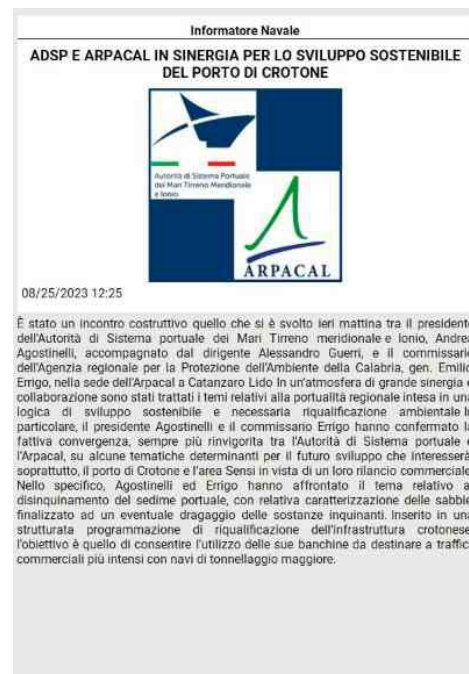 Informatore Navale
ADSP E ARPACAL IN SINERGIA PER LO SVILUPPO SOSTENIBILE
DEL PORTO DI CROTONE
Autorità di Sistema Portuale
dei Mari Tirreno Meridionale
e Ionio
ARPACAL
08/25/2023 12:25
È stato un incontro costruttivo quello che si è svolto ieri mattina tra il presidente
dell'Autorità di Sistema portuale dei Mari Tirreno meridionale e Ionio, Andrea
Agostinelli, accompagnato dal dirigente Alessandro Guerri, e il commissario
dell'Agenzia regionale per la Protezione dell'Ambiente della Calabria, gen. Emilio
Errigo, nella sede dell'Arpacal a Catanzaro Lido In un'atmosfera di grande sinergia e
collaborazione sono stati trattati i temi relativi alla portualità regionale intesa in una
logica di sviluppo sostenibile e necessaria riqualificazione ambientale.
particolare, il presidente Agostinelli e il commissario Errigo hanno confermato la
fattiva convergenza, sempre più rinvigorita tra l'Autorità di Sistema portuale e
l'Arpacal, su alcune tematiche determinanti per il futuro sviluppo che interesserà,
soprattutto, il porto di Crotone e l'area Sensi in vista di un loro rilancio commerciale.
Nello specifico, Agostinelli ed Errigo hanno affrontato il tema relativo a
disinquinamento del sedime portuale, con relativa caratterizzazione delle sabbie
finalizzato ad un eventuale dragaggio delle sostanze inquinanti. Inserito in una
strutturata programmazione di riqualificazione dell'infrastruttura crotonese
l'obiettivo è quello di consentire l'utilizzo delle sue banchine da destinare a traffic
commerciali più intensi con navi di tonnellaggio maggiore.